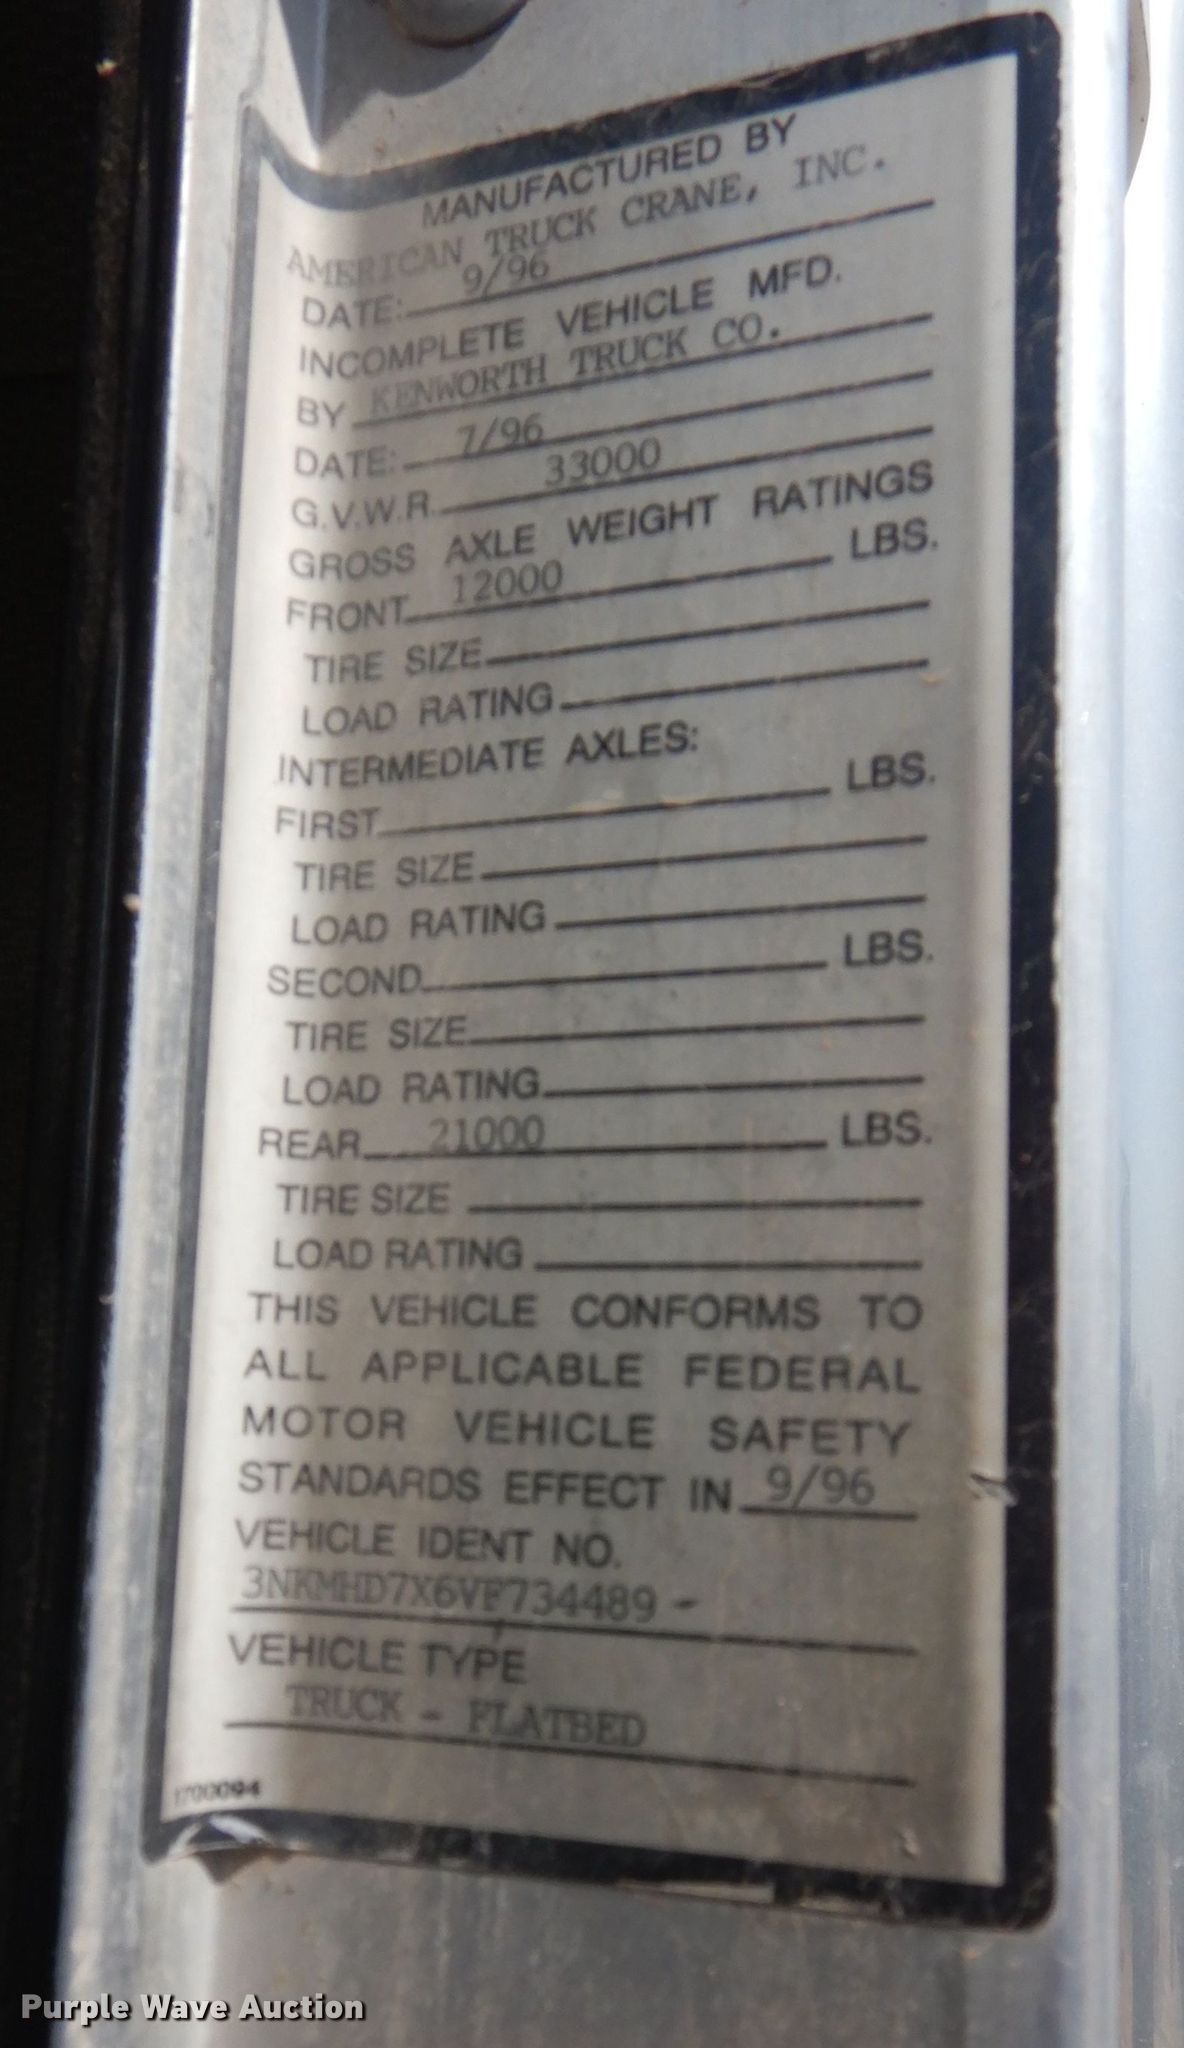 MANUFACTURED BY
AMERICAN TRUCK CRANE, INC.
DATE: 9/96
INCOMPLETE VEHICLE MFD.
BY KENWORTH TRUCK CO.
DATE: 7/96
G.V.W.R. 33000
GROSS AXLE WEIGHT RATINGS
FRONT 12000 LBS.
TIRE SIZE
LOAD RATING
INTERMEDIATE AXLES:
FIRST LBS.
TIRE SIZE
LOAD RATING
SECOND LBS.
TIRE SIZE
LOAD RATING
REAR 21000 LBS.
TIRE SIZE
LOAD RATING
THIS VEHICLE CONFORMS TO
ALL APPLICABLE FEDERAL
MOTOR VEHICLE SAFETY
STANDARDS EFFECT IN 9/96
VEHICLE IDENT NO.
3NKMHD7X6VF734489 -
VEHICLE TYPE
TRUCK - FLATBED
1700094
Purple Wave Auction